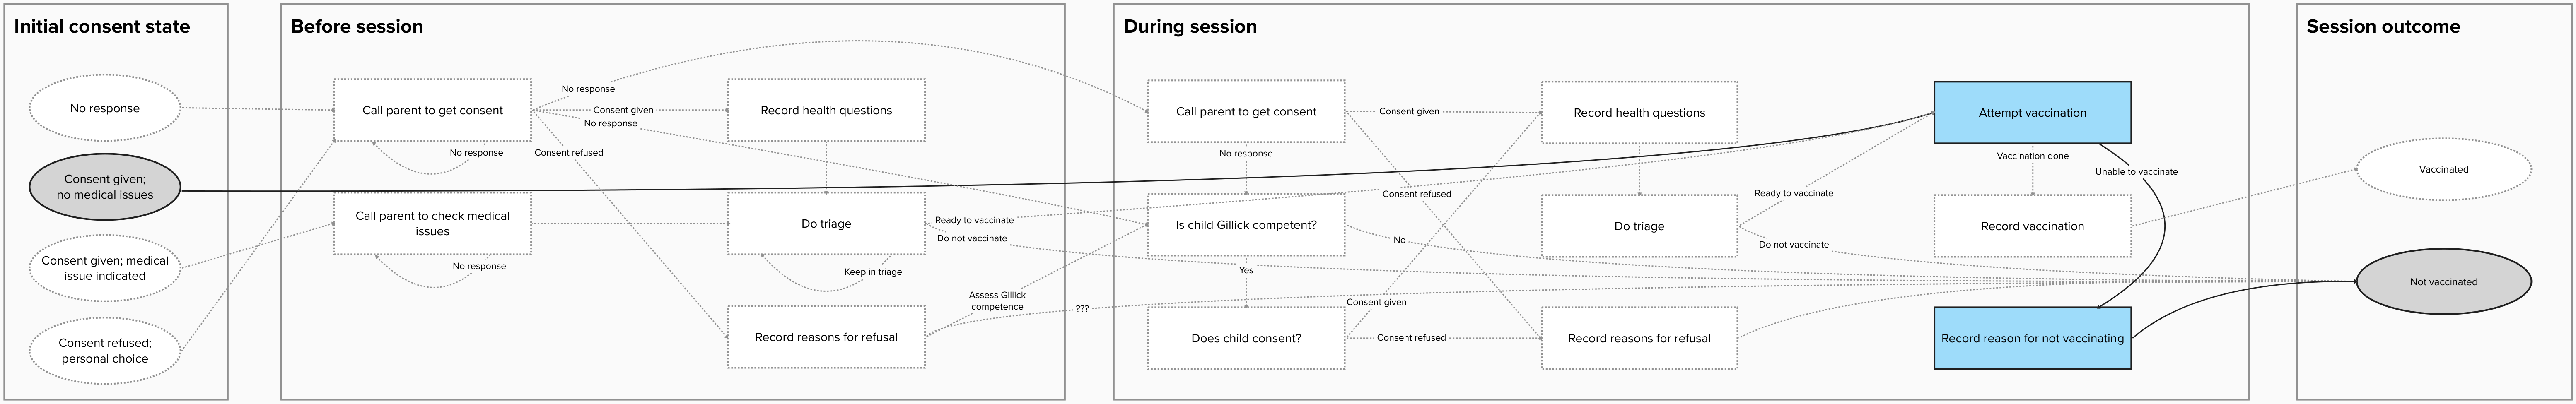 Initial consent state
No response
Consent given;
no medical issues
Consent given; medical
issue indicated
Consent refused;
personal choice
Before session
Call parent to get consent
No response
Consent given
No response
Consent refused
No response
Record health questions
Call parent to check medical
issues
No response
Do triage
Keep in triage
Ready to vaccinate
Do not vaccinate
Record reasons for refusal
Assess Gillick
competence
???
During session
Call parent to get consent
No response
Consent given
Consent refused
Is child Gillick competent?
No
Yes
Does child consent?
Consent given
Consent refused
Record health questions
Do triage
Ready to vaccinate
Do not vaccinate
Record reasons for refusal
Attempt vaccination
Vaccination done
Unable to vaccinate
Record vaccination
Record reason for not vaccinating
Session outcome
Vaccinated
Not vaccinated